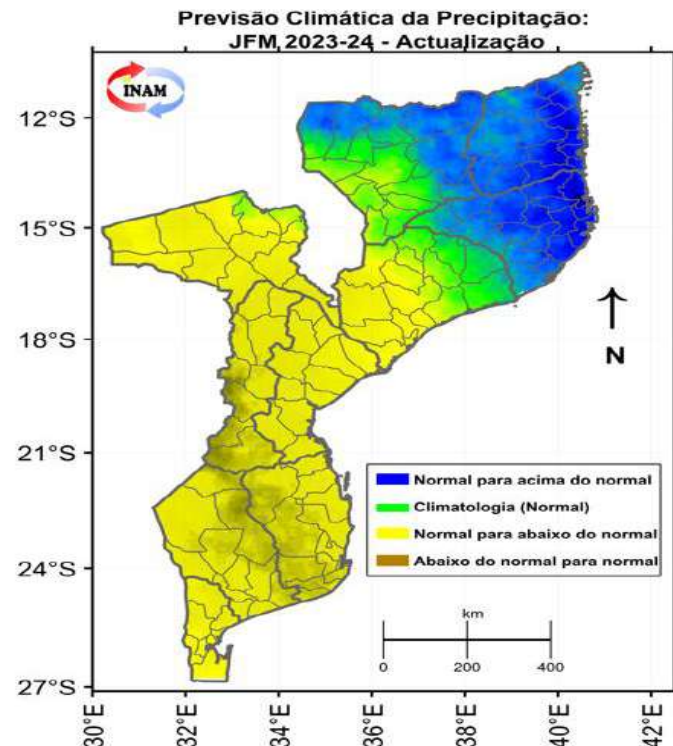 Previsão Climática da Precipitação:
JFM 2023-24 - Actualização
INAM
12°S
15°S
18°S
21°S
24°S
27°S
N
Normal para acima do normal
Climatologia (Normal)
Normal para abaixo do normal
Abaixo do normal para normal
km
0 200 400
30°E 32°E 34°E 36°E 38°E 40°E 42°E